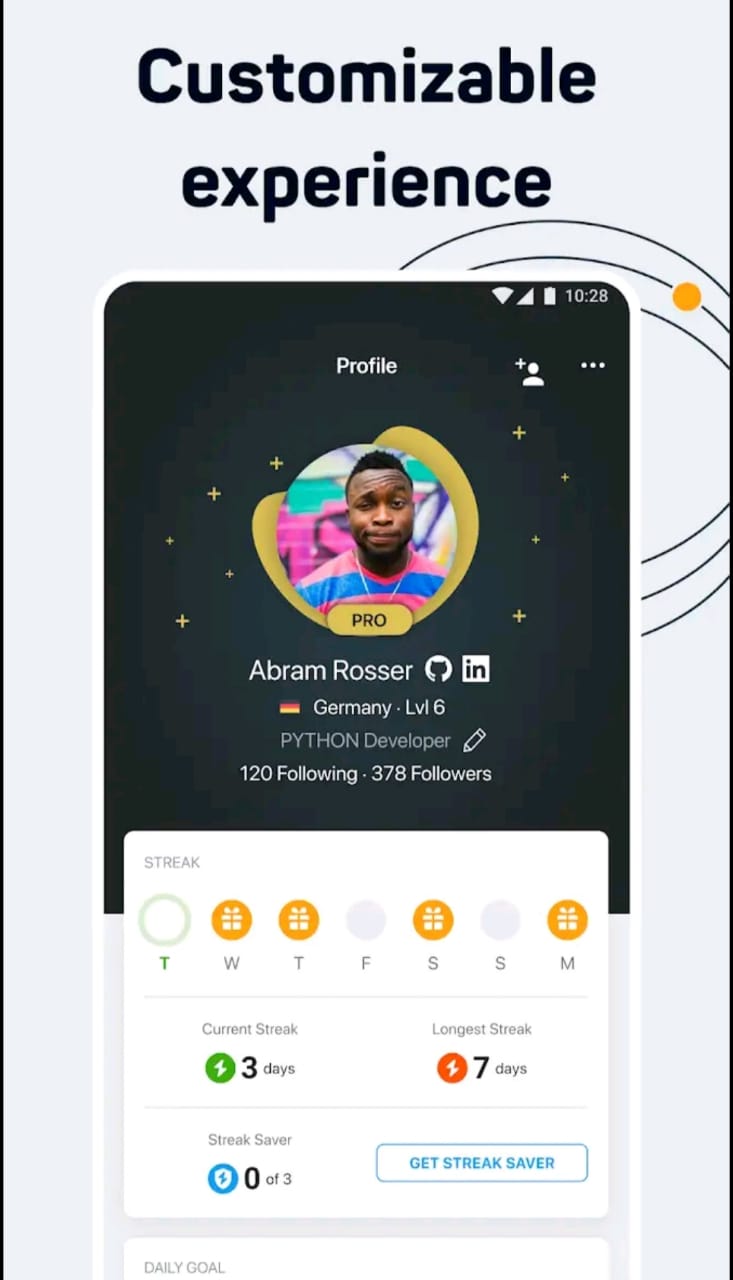 Customizable
experience
10:28
Profile
PRO
Abram Rosser in
Germany · Lvl 6
PYTHON Developer
120 Following · 378 Followers
STREAK
T W T F S S M
Current Streak Longest Streak
3 days 7 days
Streak Saver
0 of 3 GET STREAK SAVER
DAILY GOAL